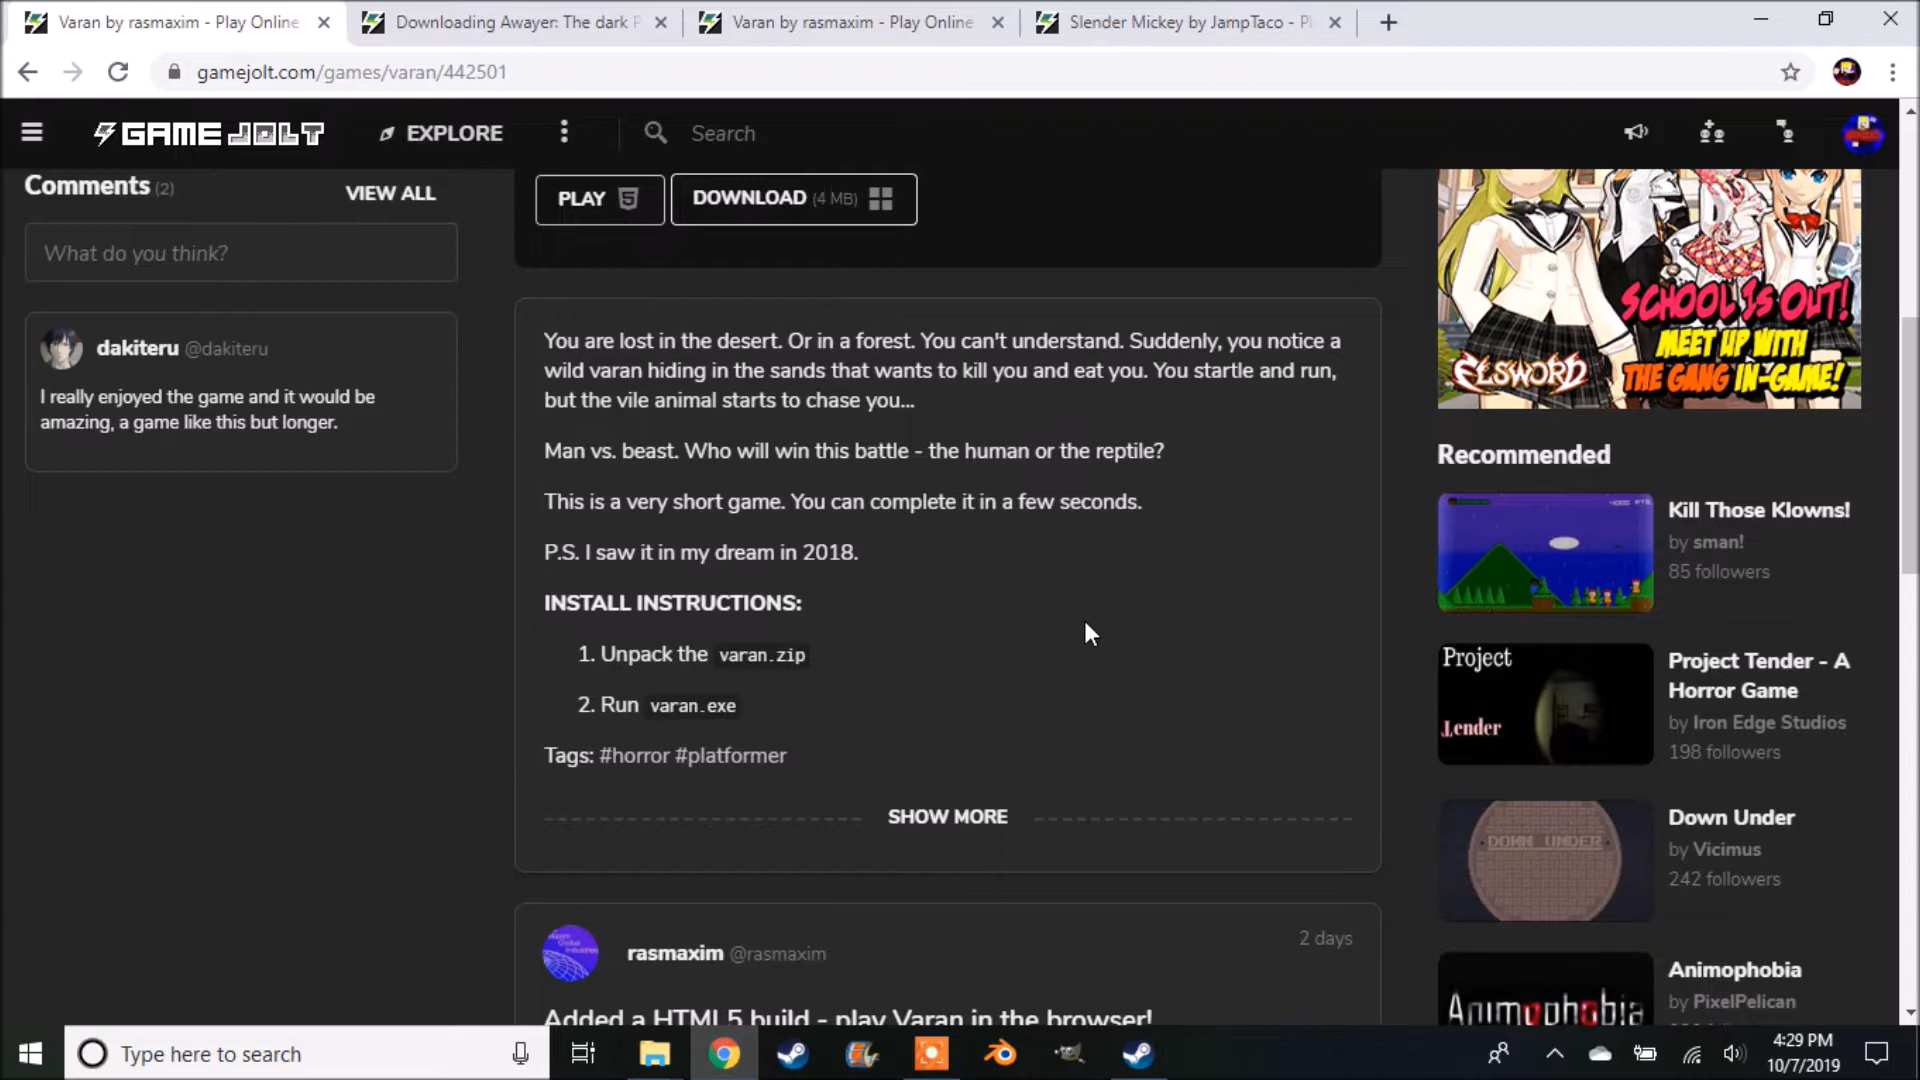 Varan by rasmaxim - Play Online
Downloading Awayer: The dark P
Varan by rasmaxim - Play Online
Slender Mickey by JampTaco - Pl
gamejolt.com/games/varan/442501
GAME JOLT
EXPLORE
Search
Comments (2)
VIEW ALL
What do you think?
dakiteru @dakiteru
I really enjoyed the game and it would be
amazing, a game like this but longer.
PLAY
DOWNLOAD (4 MB)
You are lost in the desert. Or in a forest. You can't understand. Suddenly, you notice a
wild varan hiding in the sands that wants to kill you and eat you. You startle and run,
but the vile animal starts to chase you...
Man vs. beast. Who will win this battle - the human or the reptile?
This is a very short game. You can complete it in a few seconds.
P.S. I saw it in my dream in 2018.
INSTALL INSTRUCTIONS:
1. Unpack the varan.zip
2. Run varan.exe
Tags: #horror #platformer
SHOW MORE
rasmaxim @rasmaxim
2 days
Added a HTML5 build - play Varan in the browser!
SCHOOL IS OUT!
MEET UP WITH
THE GANG IN-GAME!
ELSWORD
Recommended
Kill Those Klowns!
by sman!
85 followers
Project
Tender
Project Tender - A
Horror Game
by Iron Edge Studios
198 followers
DOWN UNDER
Down Under
by Vicimus
242 followers
Animophobia
Animophobia
by PixelPelican
Type here to search
4:29 PM
10/7/2019